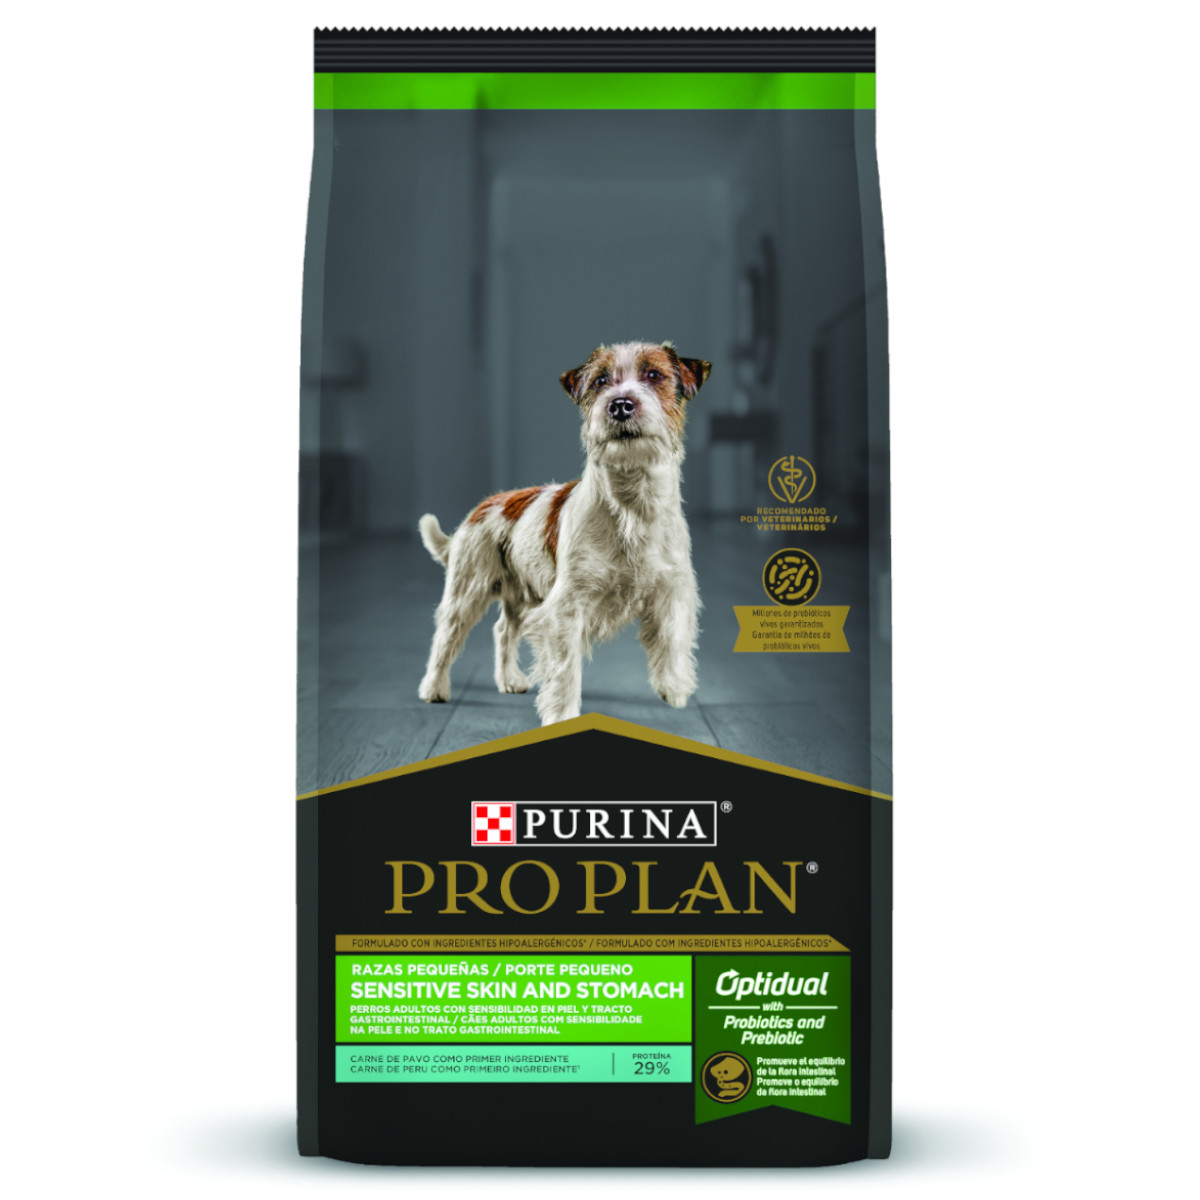 RECOMENDADO
POR VETERINARIOS /
VETERINÁRIOS
Millones de probióticos
vivos garantizados
Garantia de milhões de
probióticos vivos
PURINA®
PRO PLAN®
FORMULADO CON INGREDIENTES HIPOALERGÉNICOS* / FORMULADO COM INGREDIENTES HIPOALERGÊNICOS*
RAZAS PEQUEÑAS / PORTE PEQUENO
SENSITIVE SKIN AND STOMACH
PERROS ADULTOS CON SENSIBILIDAD EN PIEL Y TRACTO
GASTROINTESTINAL / CÃES ADULTOS COM SENSIBILIDADE
NA PELE E NO TRATO GASTROINTESTINAL
CARNE DE PAVO COMO PRIMER INGREDIENTE
CARNE DE PERU COMO PRIMEIRO INGREDIENTE¹
PROTEÍNA
29%
Optidual
with
Probiotics and
Prebiotic
Promueve el equilibrio
de la flora intestinal
Promove o equilíbrio
da flora intestinal